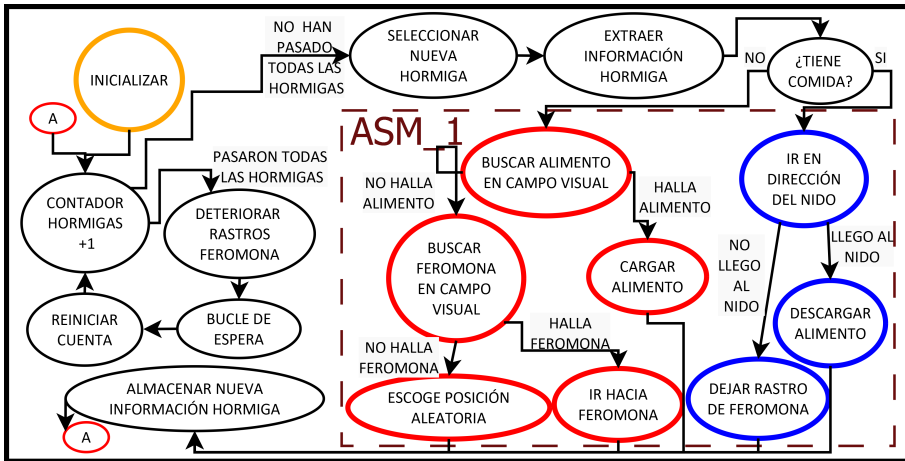 INICIALIZAR
A
NO HAN
PASADO
TODAS LAS
HORMIGAS
SELECCIONAR
NUEVA
HORMIGA
EXTRAER
INFORMACIÓN
HORMIGA
NO
¿TIENE
COMIDA?
SI
ASM_1
CONTADOR
HORMIGAS
+1
PASARON TODAS
LAS HORMIGAS
DETERIORAR
RASTROS
FEROMONA
BUCLE DE
ESPERA
REINICIAR
CUENTA
BUSCAR ALIMENTO
EN CAMPO VISUAL
NO HALLA
ALIMENTO
HALLA
ALIMENTO
BUSCAR
FEROMONA
EN CAMPO
VISUAL
CARGAR
ALIMENTO
IR EN
DIRECCIÓN
DEL NIDO
NO
LLEGO
AL
NIDO
LLEGO AL
NIDO
DESCARGAR
ALIMENTO
NO HALLA
FEROMONA
HALLA
FEROMONA
ESCOGE POSICIÓN
ALEATORIA
IR HACIA
FEROMONA
DEJAR RASTRO
DE FEROMONA
ALMACENAR NUEVA
INFORMACIÓN HORMIGA
A